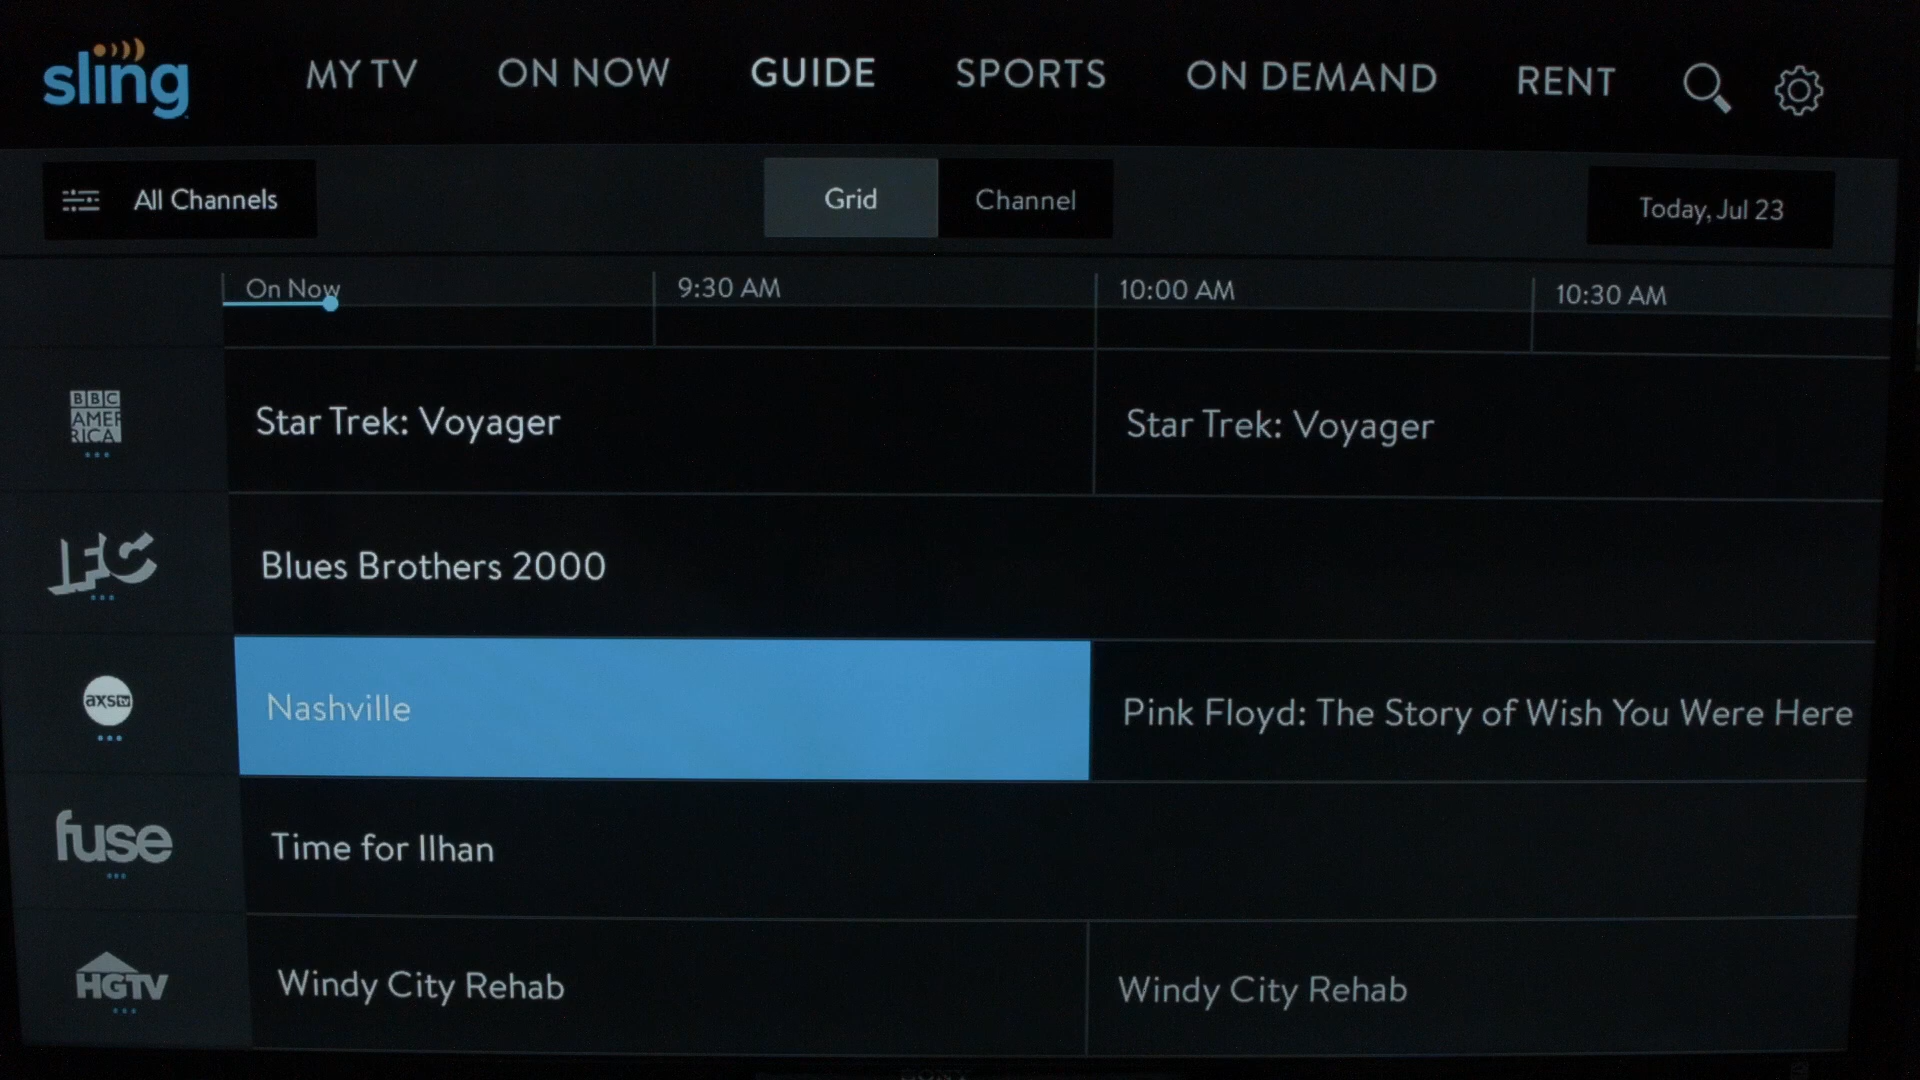 sling MY TV ON NOW GUIDE SPORTS ON DEMAND RENT
All Channels Grid Channel Today, Jul 23
On Now 9:30 AM 10:00 AM 10:30 AM
BBC
AMER
ICA
Star Trek: Voyager Star Trek: Voyager
IFC Blues Brothers 2000
axstv Nashville Pink Floyd: The Story of Wish You Were Here
fuse Time for Ilhan
HGTV Windy City Rehab Windy City Rehab
SONY